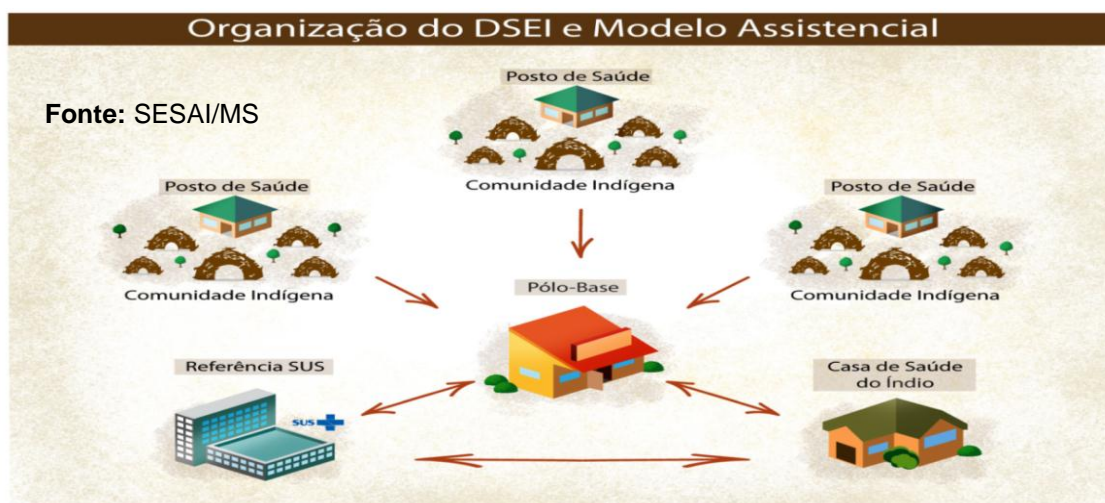 Organização do DSEI e Modelo Assistencial
Posto de Saúde
Fonte: SESAI/MS
Comunidade Indígena
Posto de Saúde
Comunidade Indígena
Posto de Saúde
Comunidade Indígena
Pólo-Base
Referência SUS
SUS
Casa de Saúde
do Índio